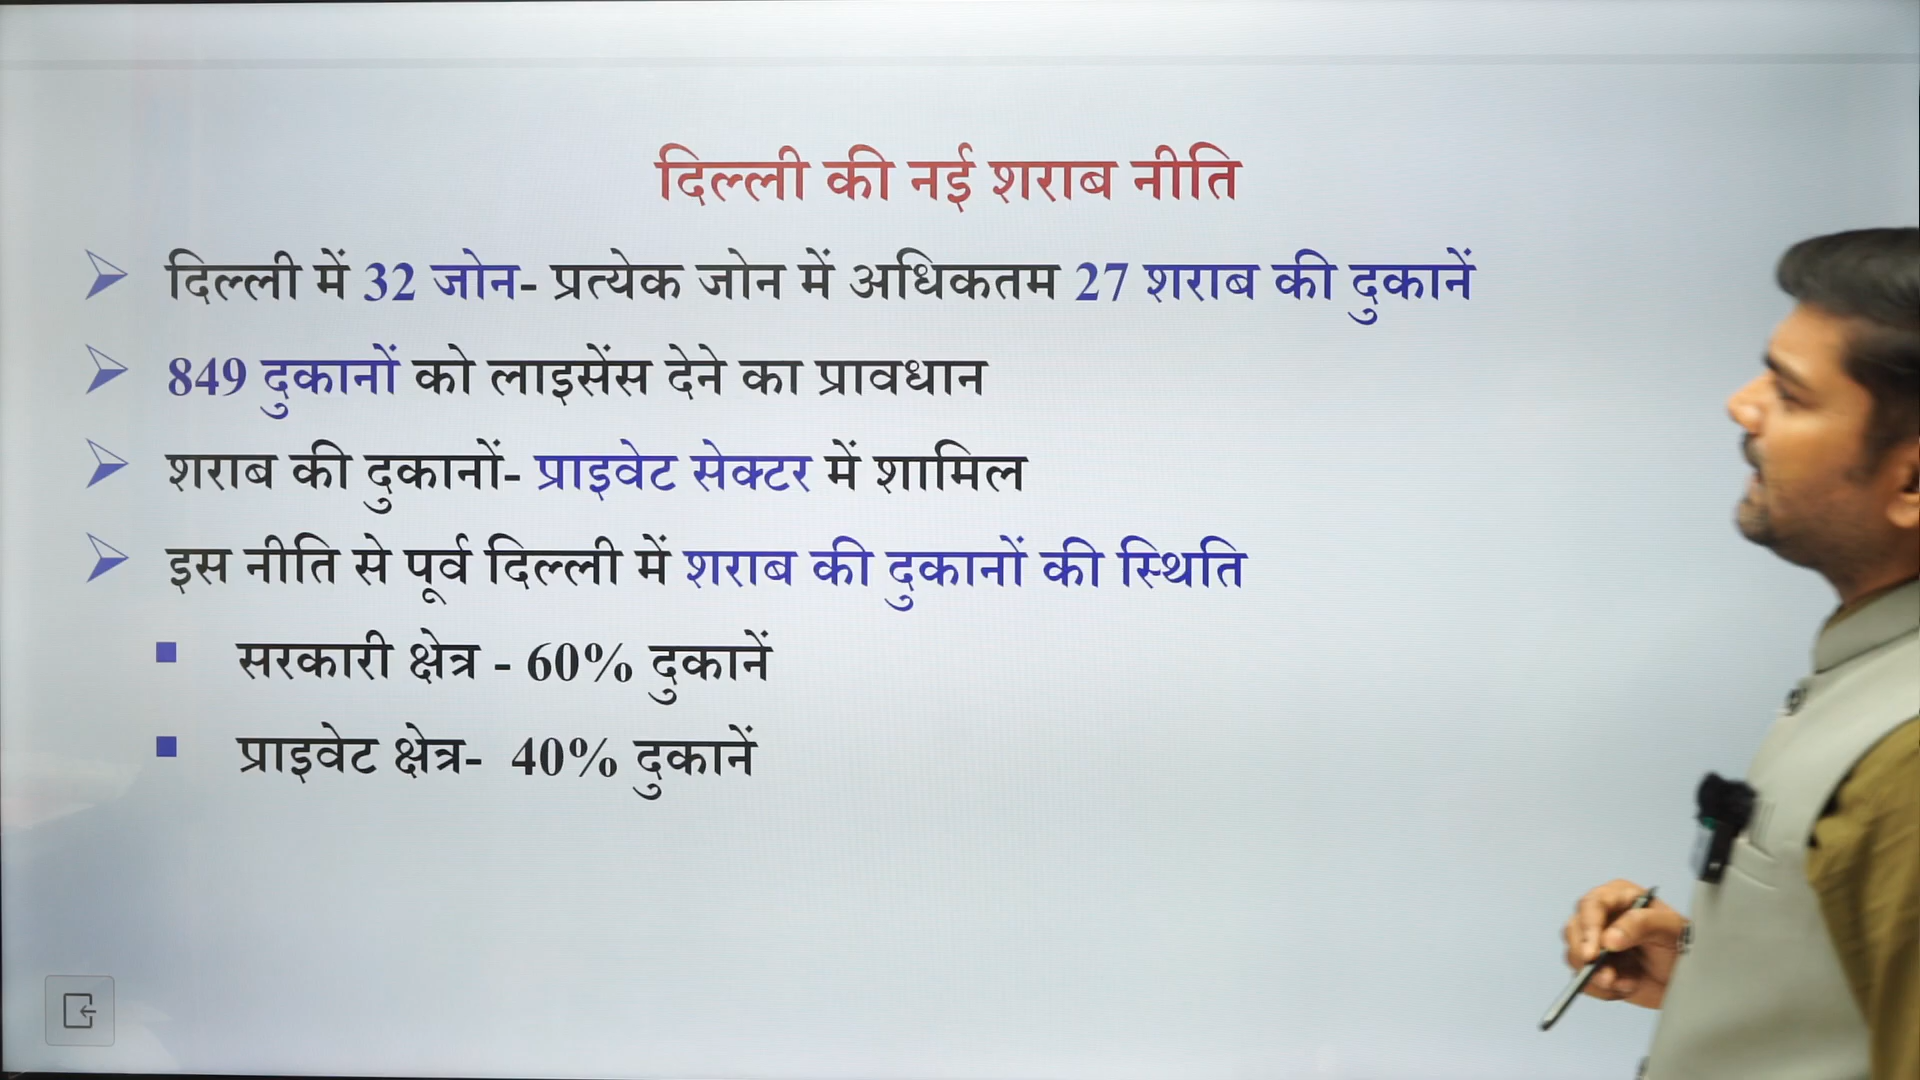 दिल्ली की नई शराब नीति
दिल्ली में 32 जोन- प्रत्येक जोन में अधिकतम 27 शराब की दुकानें
849 दुकानों को लाइसेंस देने का प्रावधान
शराब की दुकानों- प्राइवेट सेक्टर में शामिल
इस नीति से पूर्व दिल्ली में शराब की दुकानों की स्थिति
सरकारी क्षेत्र - 60% दुकानें
प्राइवेट क्षेत्र- 40% दुकानें